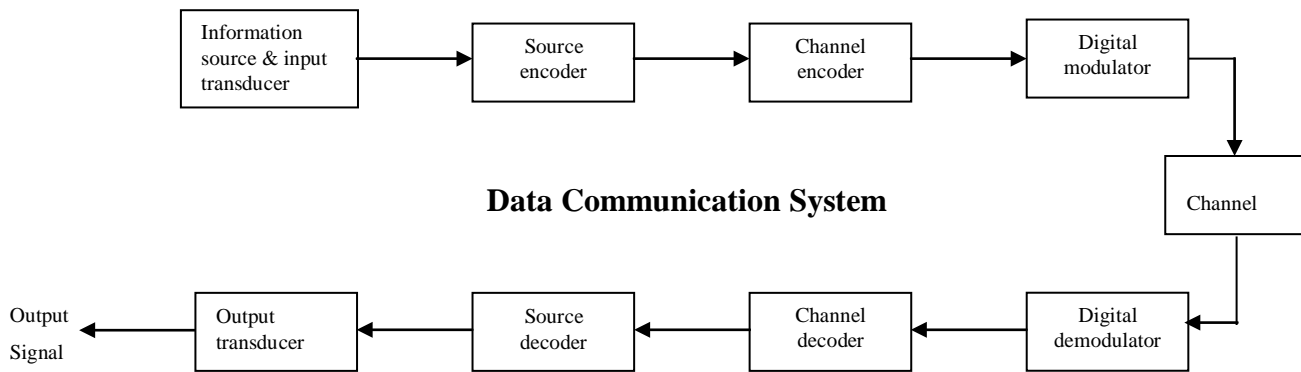 Information
source & input
transducer
Source
encoder
Channel
encoder
Digital
modulator
Data Communication System
Channel
Output
Signal
Output
transducer
Source
decoder
Channel
decoder
Digital
demodulator